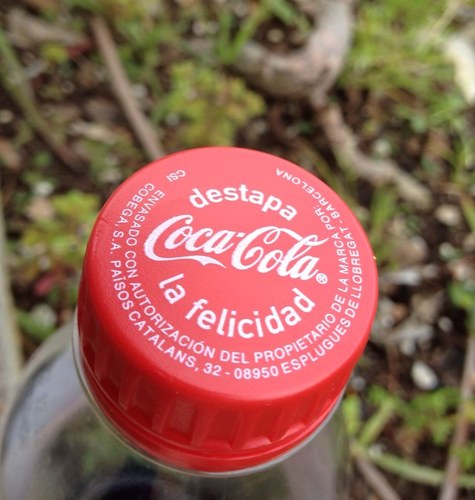 destapa
Coca-Cola®
la felicidad
ENVASADO CON AUTORIZACIÓN DEL PROPIETARIO DE LA MARCA POR:
COBEGA, S.A. PAÏSOS CATALANS, 32 - 08950 ESPLUGUES DE LLOBREGAT. BARCELONA
CSI